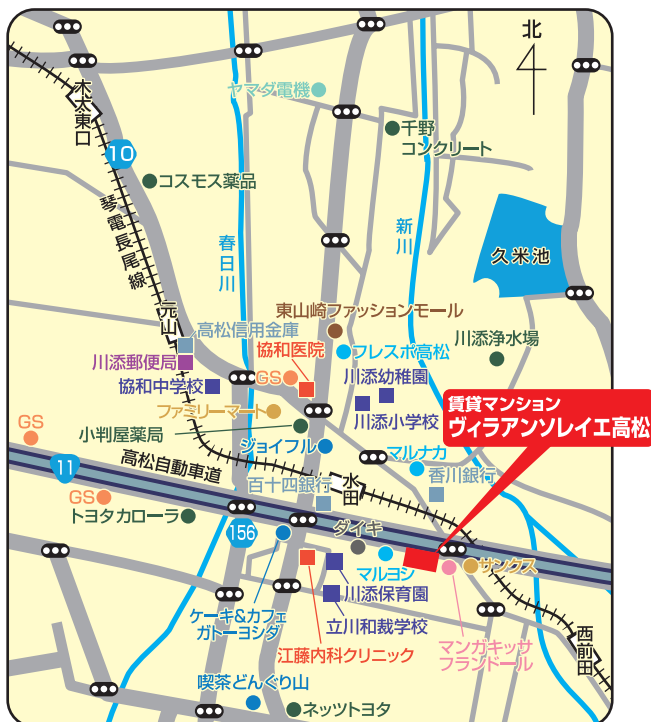 北
ヤマダ電機
木太東口
千野
コンクリート
10
コスモス薬品
琴電長尾線
春日川
新川
久米池
元山
東山崎ファッションモール
高松信用金庫
川添浄水場
協和医院
フレスポ高松
川添郵便局
GS
川添幼稚園
協和中学校
賃貸マンション
ヴィラアンソレイエ高松
ファミリーマート
川添小学校
GS
小判屋薬局
ジョイフル
マルナカ
高松自動車道
11
香川銀行
百十四銀行
水田
GS
トヨタカローラ
156
ダイキ
サンクス
マルヨシ
川添保育園
ケーキ&カフェ
ガトーヨシダ
立川和裁学校
江藤内科クリニック
マンガキッサ
フランドール
西前田
喫茶どんぐり山
ネッツトヨタ